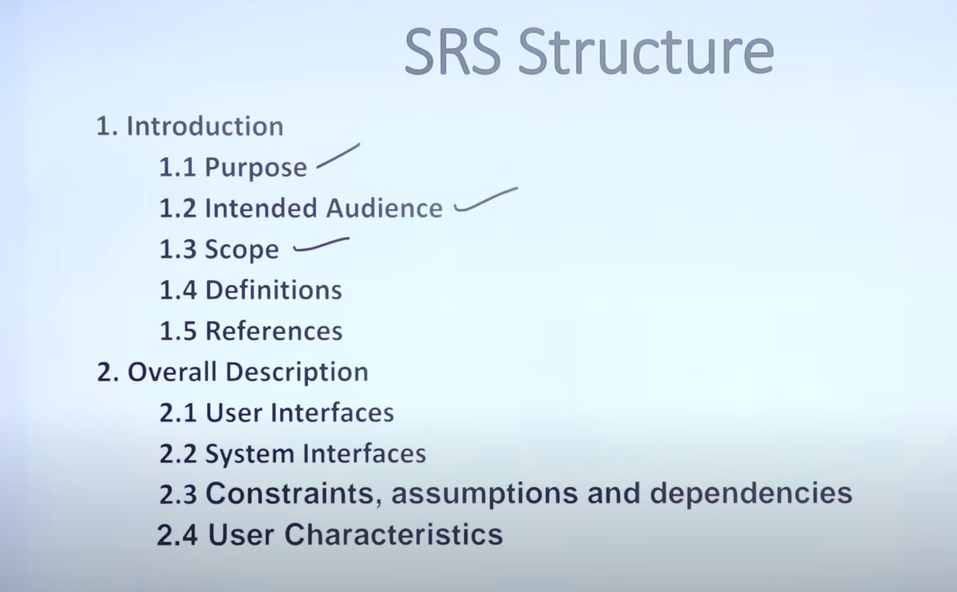 SRS Structure
1. Introduction
1.1 Purpose
1.2 Intended Audience
1.3 Scope
1.4 Definitions
1.5 References
2. Overall Description
2.1 User Interfaces
2.2 System Interfaces
2.3 Constraints, assumptions and dependencies
2.4 User Characteristics